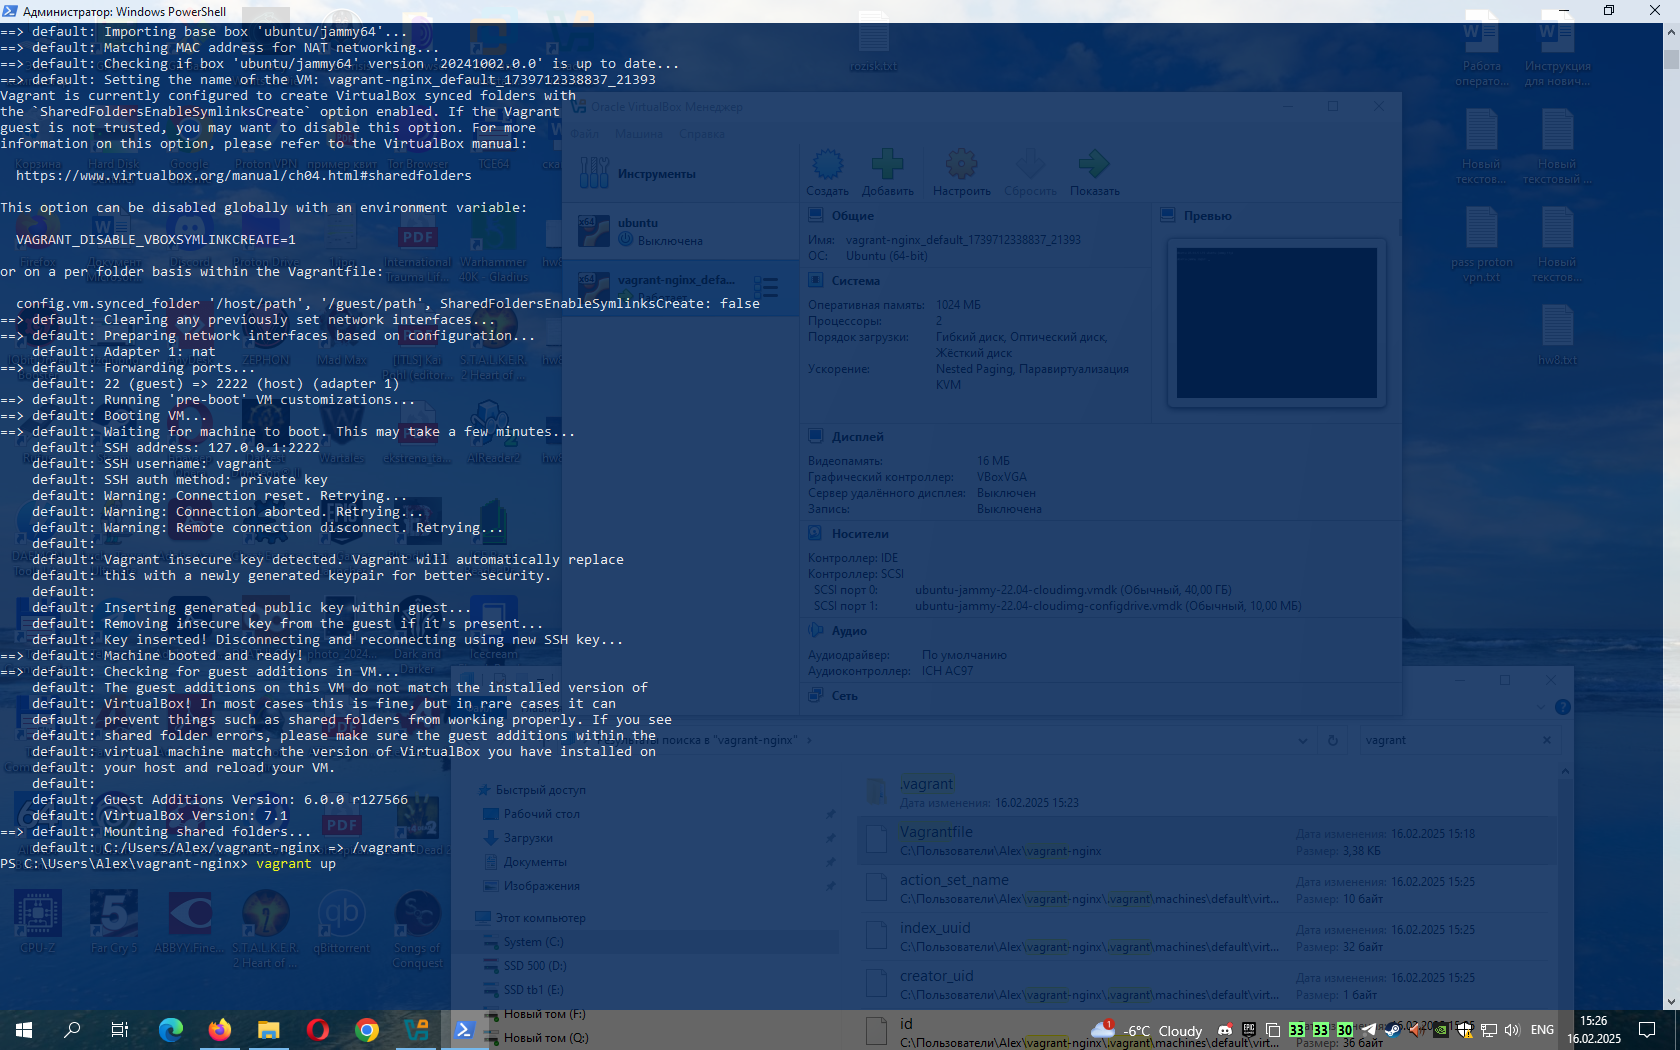 Администратор: Windows PowerShell
==> default: Importing base box 'ubuntu/jammy64'...
==> default: Matching MAC address for NAT networking...
==> default: Checking if box 'ubuntu/jammy64' version '20241002.0.0' is up to date...
==> default: Setting the name of the VM: vagrant-nginx_default_1739712338837_21393
Vagrant is currently configured to create VirtualBox synced folders with
the `SharedFoldersEnableSymlinksCreate` option enabled. If the Vagrant
guest is not trusted, you may want to disable this option. For more
information on this option, please refer to the VirtualBox manual:
https://www.virtualbox.org/manual/ch04.html#sharedfolders
This option can be disabled globally with an environment variable:
VAGRANT_DISABLE_VBOXSYMLINKCREATE=1
or on a per folder basis within the Vagrantfile:
config.vm.synced_folder '/host/path', '/guest/path', SharedFoldersEnableSymlinksCreate: false
==> default: Clearing any previously set network interfaces...
==> default: Preparing network interfaces based on configuration...
default: Adapter 1: nat
==> default: Forwarding ports...
default: 22 (guest) => 2222 (host) (adapter 1)
==> default: Running 'pre-boot' VM customizations...
==> default: Booting VM...
==> default: Waiting for machine to boot. This may take a few minutes...
default: SSH address: 127.0.0.1:2222
default: SSH username: vagrant
default: SSH auth method: private key
default: Warning: Connection reset. Retrying...
default: Warning: Connection aborted. Retrying...
default: Warning: Remote connection disconnect. Retrying...
default:
default: Vagrant insecure key detected. Vagrant will automatically replace
default: this with a newly generated keypair for better security.
default:
default: Inserting generated public key within guest...
default: Removing insecure key from the guest if it's present...
default: Key inserted! Disconnecting and reconnecting using new SSH key...
==> default: Machine booted and ready!
==> default: Checking for guest additions in VM...
default: The guest additions on this VM do not match the installed version of
default: VirtualBox! In most cases this is fine, but in rare cases it can
default: prevent things such as shared folders from working properly. If you see
default: shared folder errors, please make sure the guest additions within the
default: virtual machine match the version of VirtualBox you have installed on
default: your host and reload your VM.
default:
default: Guest Additions Version: 6.0.0 r127566
default: VirtualBox Version: 7.1
==> default: Mounting shared folders...
default: C:/Users/Alex/vagrant-nginx => /vagrant
PS C:\Users\Alex\vagrant-nginx> vagrant up
Oracle VirtualBox Менеджер
Файл Машина Справка
Инструменты
Создать Добавить Настроить Сбросить Показать
ubuntu
Выключена
vagrant-nginx_defa...
Общие
Имя: vagrant-nginx_default_1739712338837_21393
ОС: Ubuntu (64-bit)
Превью
Система
Оперативная память: 1024 МБ
Процессоры: 2
Порядок загрузки: Гибкий диск, Оптический диск,
Жёсткий диск
Ускорение: Nested Paging, Паравиртуализация
KVM
Дисплей
Видеопамять: 16 МБ
Графический контроллер: VBoxVGA
Сервер удалённого дисплея: Выключен
Запись: Выключена
Носители
Контроллер: IDE
Контроллер: SCSI
SCSI порт 0: ubuntu-jammy-22.04-cloudimg.vmdk (Обычный, 40,00 ГБ)
SCSI порт 1: ubuntu-jammy-22.04-cloudimg-configdrive.vmdk (Обычный, 10,00 МБ)
Аудио
Аудиодрайвер: По умолчанию
Аудиоконтроллер: ICH AC97
Сеть
поиска в "vagrant-nginx"
vagrant
Быстрый доступ
Рабочий стол
Загрузки
Документы
Изображения
Этот компьютер
System (C:)
SSD 500 (D:)
SSD tb1 (E:)
Новый том (F:)
Новый том (Q:)
.vagrant
Дата изменения: 16.02.2025 15:23
Vagrantfile
C:\Пользователи\Alex\vagrant-nginx
Дата изменения: 16.02.2025 15:18
Размер: 3,38 КБ
action_set_name
C:\Пользователи\Alex\vagrant-nginx\.vagrant\machines\default\virt...
Дата изменения: 16.02.2025 15:25
Размер: 10 байт
index_uuid
C:\Пользователи\Alex\vagrant-nginx\.vagrant\machines\default\virt...
Дата изменения: 16.02.2025 15:25
Размер: 32 байт
creator_uid
C:\Пользователи\Alex\vagrant-nginx\.vagrant\machines\default\virt...
Дата изменения: 16.02.2025 15:25
Размер: 1 байт
id
C:\Пользователи\Alex\vagrant-nginx\.vagrant\machines\default\virt...
Размер: 36 байт
rozisk.txt
Работа операто...
Инструкция для нович...
Новый текстов...
Новый текстовый ...
pass proton vpn.txt
Новый текстов...
hw8.txt
CPU-Z
Far Cry 5
ABBYY Fine...
S.T.A.L.K.E.R. 2 Heart of ...
qBittorrent
Songs of Conquest
-6°C Cloudy
33 33 30
ENG
15:26
16.02.2025